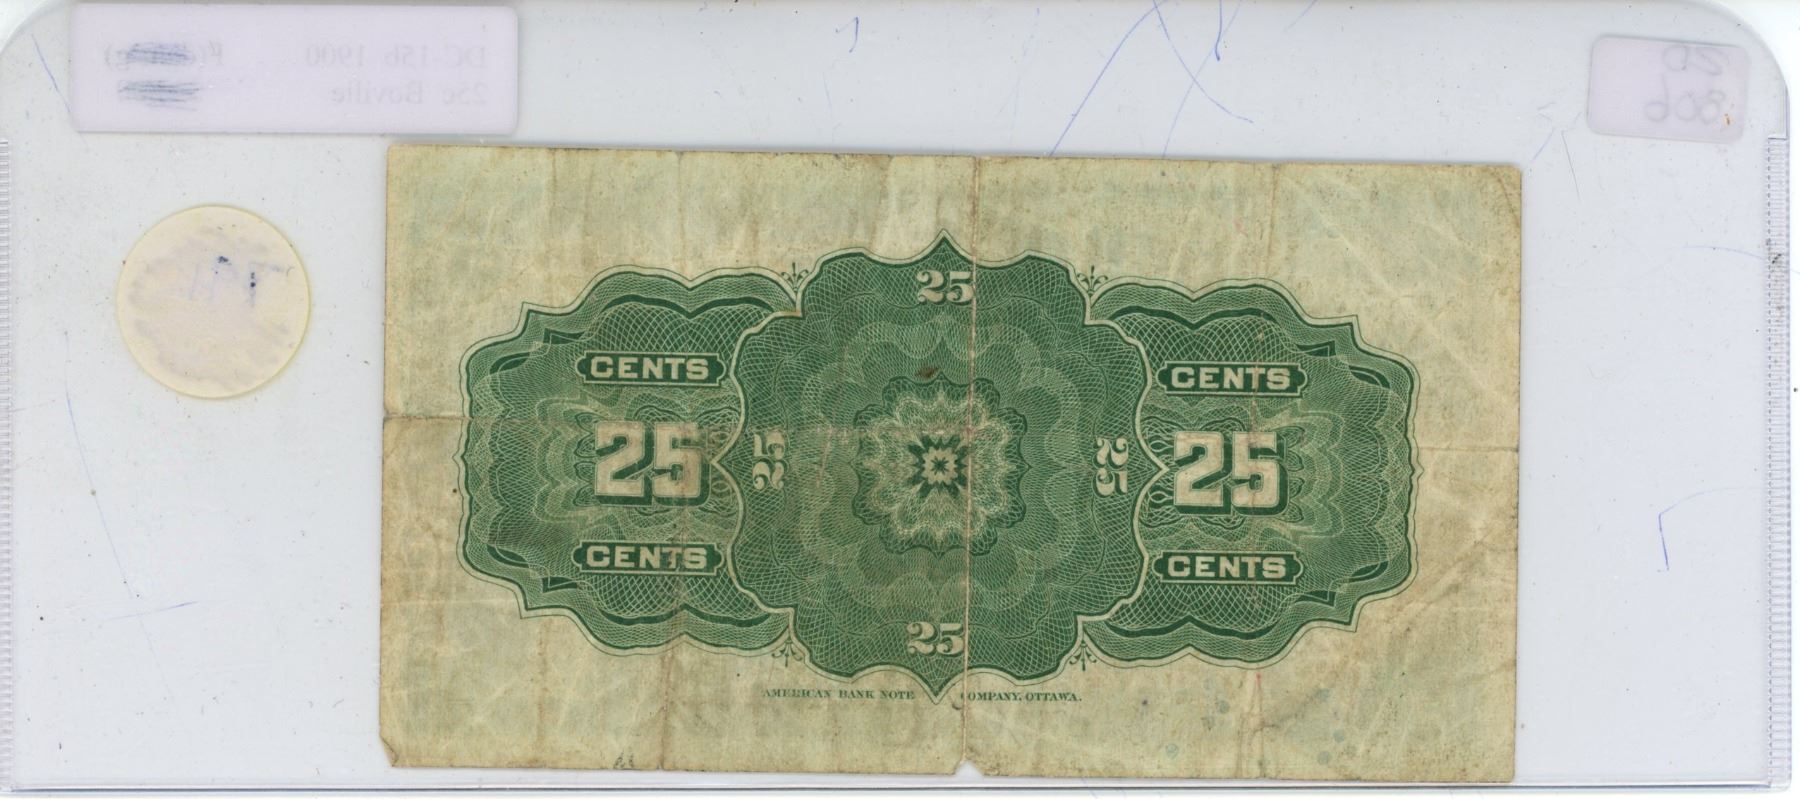 DC-15b 1900
25c Boville
20
806
25
CENTS
CENTS
25
25
25
25
CENTS
CENTS
25
AMERICAN BANK NOTE COMPANY, OTTAWA.